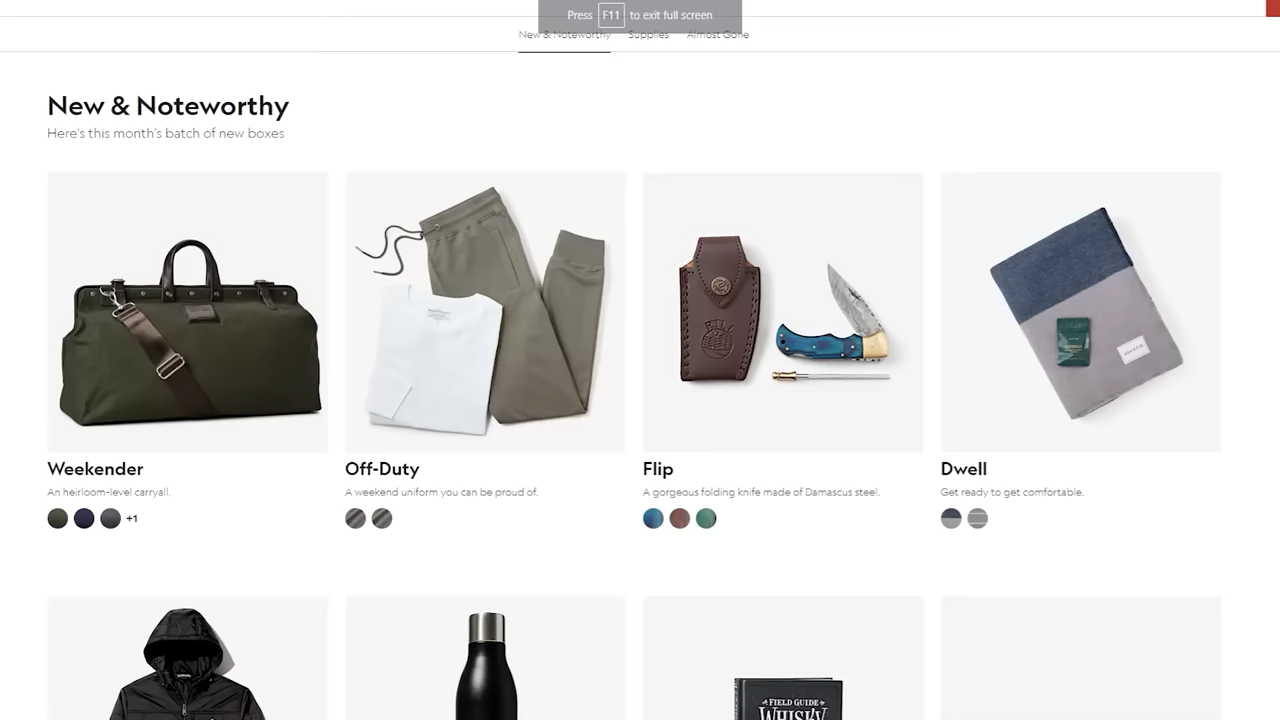 Press F11 to exit full screen
New & Noteworthy Supplies Almost Gone
New & Noteworthy
Here's this month's batch of new boxes
Weekender
An heirloom-level carryall.
+1
Off-Duty
A weekend uniform you can be proud of.
Flip
A gorgeous folding knife made of Damascus steel.
Dwell
Get ready to get comfortable.
FIELD GUIDE
WHISKY